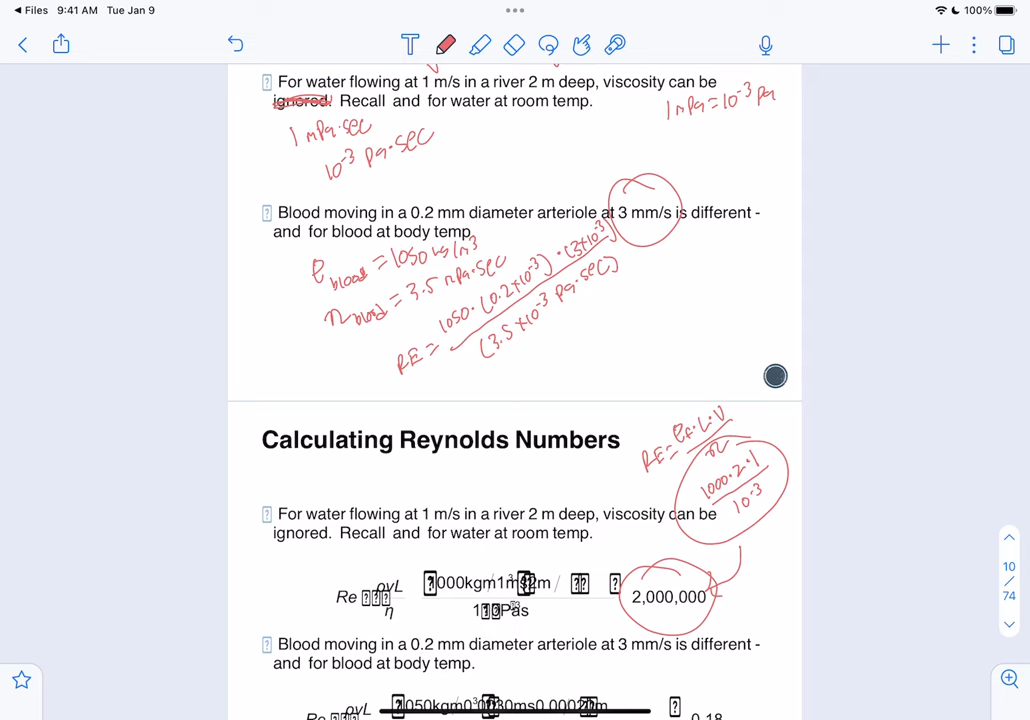 Files 9:41 AM Tue Jan 9
100%
T
For water flowing at 1 m/s in a river 2 m deep, viscosity can be
ignored. Recall and for water at room temp.
1 mPa = 10^-3 Pa
1 mPa·sec
10^-3 Pa·sec
Blood moving in a 0.2 mm diameter arteriole at 3 mm/s is different -
and for blood at body temp.
ρ blood = 1050 kg/m^3
η blood = 3.5 mPa·sec
RE = 1050·(0.2×10^-3)·(3×10^-3)
(3.5×10^-3 Pa·sec)
Calculating Reynolds Numbers
RE = ρf·L·V
η
1000·2·1
10^-3
For water flowing at 1 m/s in a river 2 m deep, viscosity can be
ignored. Recall and for water at room temp.
Re ρvL
η
2,000,000
Blood moving in a 0.2 mm diameter arteriole at 3 mm/s is different -
and for blood at body temp.
Re ρvL
0.18
10
/
74